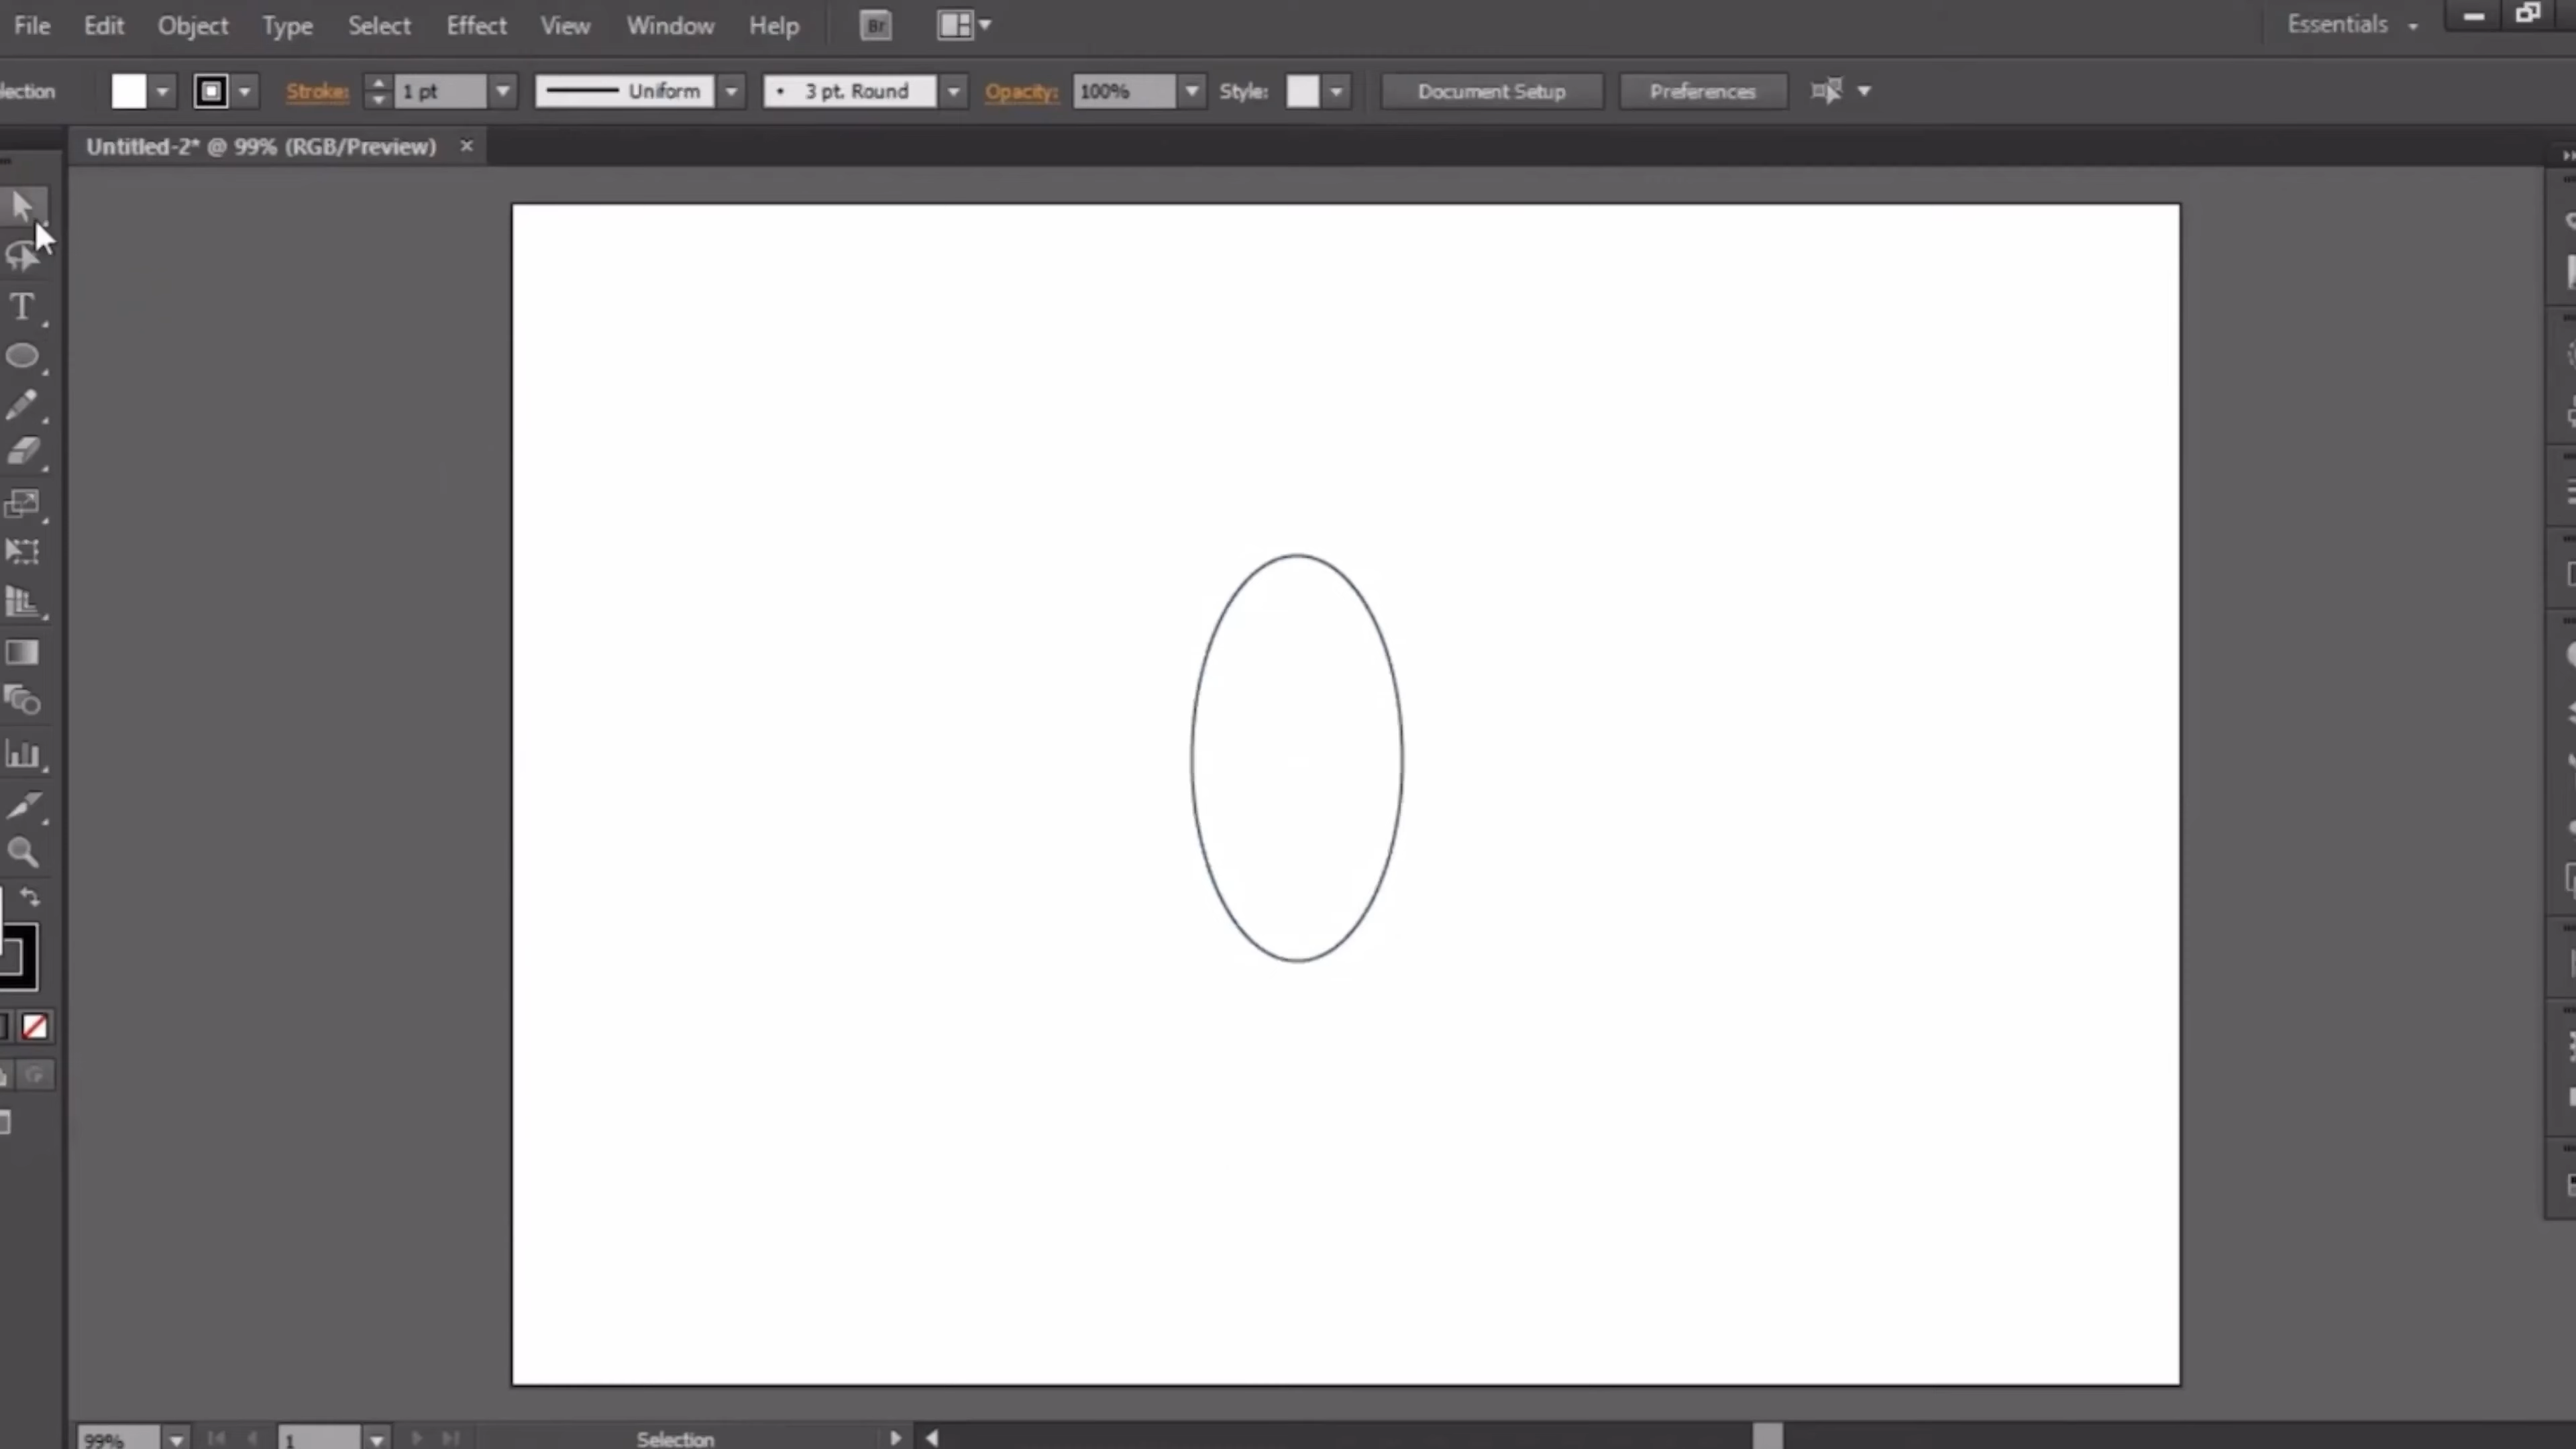 File Edit Object Type Select Effect View Window Help Br Essentials
lection Stroke: 1 pt Uniform 3 pt. Round Opacity: 100% Style: Document Setup Preferences
Untitled-2* @ 99% (RGB/Preview) ×
T
99% 1 Selection